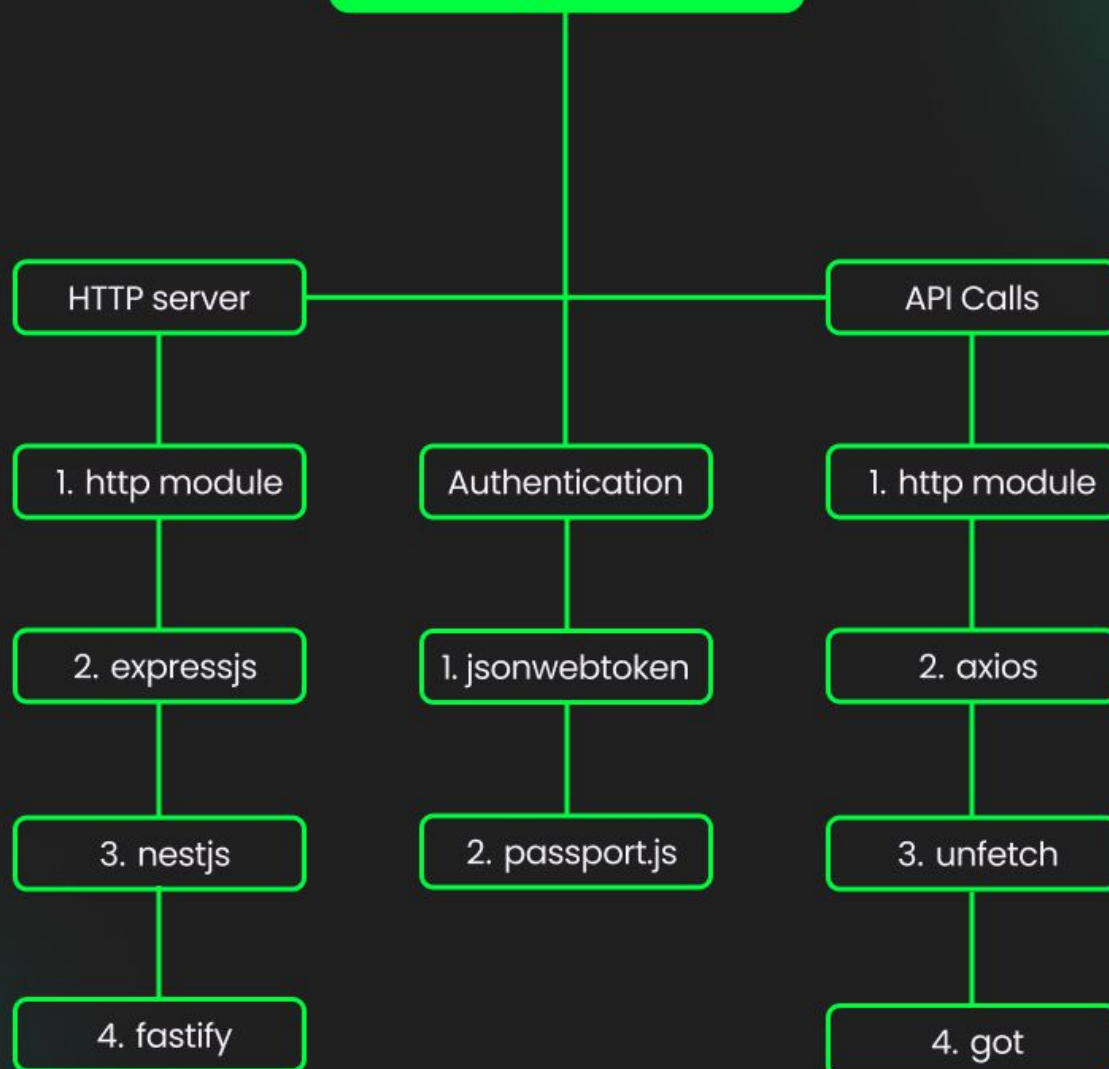 HTTP server
API Calls
1. http module
Authentication
1. http module
2. expressjs
1. jsonwebtoken
2. axios
3. nestjs
2. passport.js
3. unfetch
4. fastify
4. got